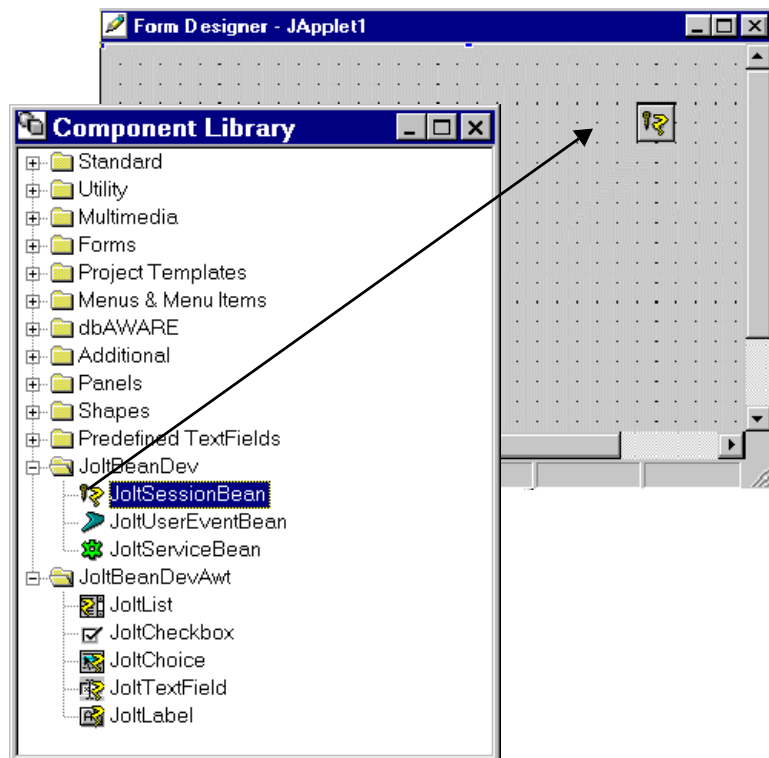 Form Designer - JApplet1
Component Library
Standard
Utility
Multimedia
Forms
Project Templates
Menus & Menu Items
dbAWARE
Additional
Panels
Shapes
Predefined TextFields
JoltBeanDev
JoltSessionBean
JoltUserEventBean
JoltServiceBean
JoltBeanDevAwt
JoltList
JoltCheckbox
JoltChoice
JoltTextField
JoltLabel